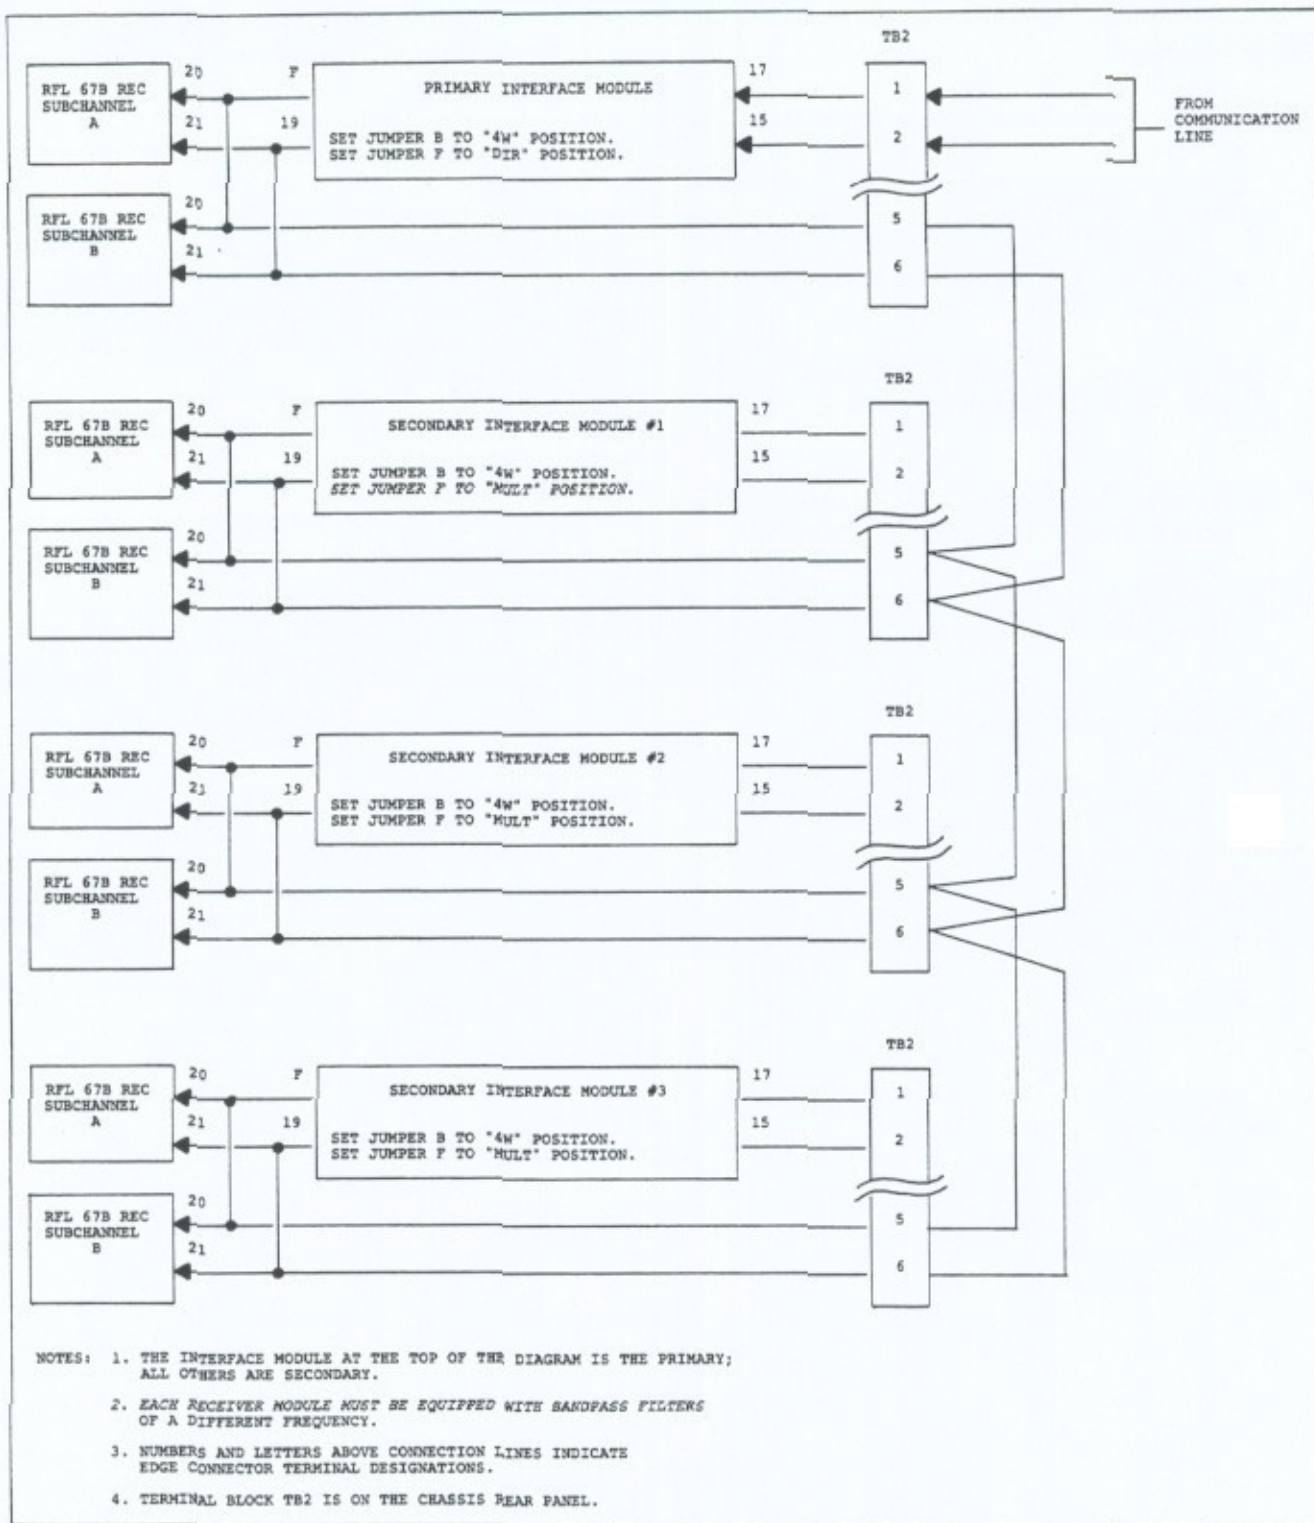 TB2
20
F
17
RFL 67B REC
SUBCHANNEL
A
PRIMARY INTERFACE MODULE
1
FROM
COMMUNICATION
LINE
21
19
15
SET JUMPER B TO "4W" POSITION.
SET JUMPER F TO "DIR" POSITION.
2
20
RFL 67B REC
SUBCHANNEL
B
5
21
6
TB2
20
F
17
RFL 67B REC
SUBCHANNEL
A
SECONDARY INTERFACE MODULE #1
1
21
19
15
SET JUMPER B TO "4W" POSITION.
SET JUMPER F TO "MULT" POSITION.
2
20
RFL 67B REC
SUBCHANNEL
B
5
21
6
TB2
20
F
17
RFL 67B REC
SUBCHANNEL
A
SECONDARY INTERFACE MODULE #2
1
21
19
15
SET JUMPER B TO "4W" POSITION.
SET JUMPER F TO "MULT" POSITION.
2
20
RFL 67B REC
SUBCHANNEL
B
5
21
6
TB2
20
F
17
RFL 67B REC
SUBCHANNEL
A
SECONDARY INTERFACE MODULE #3
1
21
19
15
SET JUMPER B TO "4W" POSITION.
SET JUMPER F TO "MULT" POSITION.
2
20
RFL 67B REC
SUBCHANNEL
B
5
21
6
NOTES: 1. THE INTERFACE MODULE AT THE TOP OF THR DIAGRAM IS THE PRIMARY;
ALL OTHERS ARE SECONDARY.
2. EACH RECEIVER MODULE MUST BE EQUIPPED WITH BANDPASS FILTERS
OF A DIFFERENT FREQUENCY.
3. NUMBERS AND LETTERS ABOVE CONNECTION LINES INDICATE
EDGE CONNECTOR TERMINAL DESIGNATIONS.
4. TERMINAL BLOCK TB2 IS ON THE CHASSIS REAR PANEL.